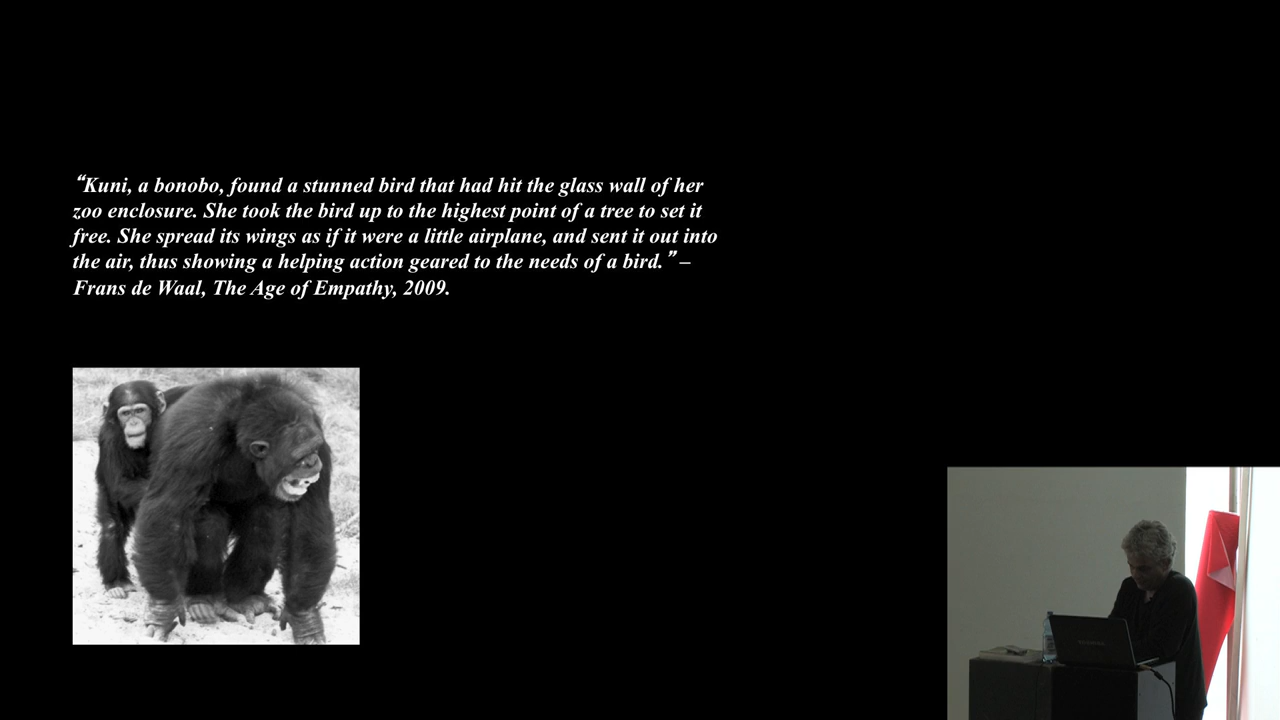 “Kuni, a bonobo, found a stunned bird that had hit the glass wall of her
zoo enclosure. She took the bird up to the highest point of a tree to set it
free. She spread its wings as if it were a little airplane, and sent it out into
the air, thus showing a helping action geared to the needs of a bird.” –
Frans de Waal, The Age of Empathy, 2009.